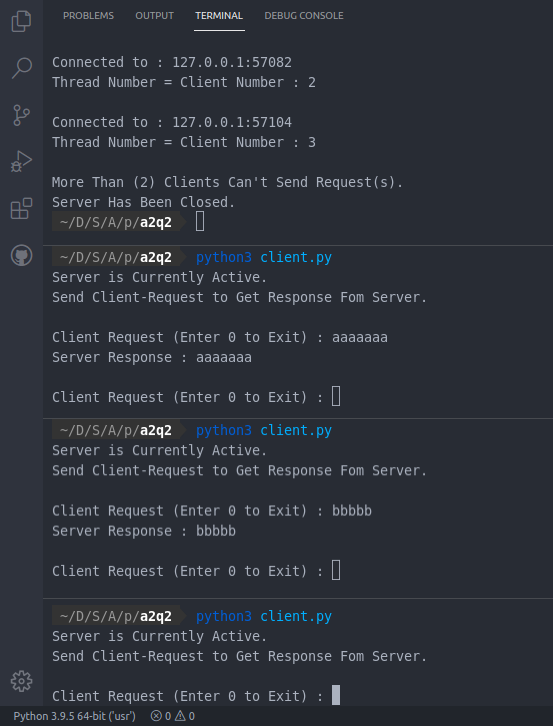 PROBLEMS OUTPUT TERMINAL DEBUG CONSOLE
Connected to : 127.0.0.1:57082
Thread Number = Client Number : 2
Connected to : 127.0.0.1:57104
Thread Number = Client Number : 3
More Than (2) Clients Can't Send Request(s).
Server Has Been Closed.
~/D/S/A/p/a2q2
~/D/S/A/p/a2q2 python3 client.py
Server is Currently Active.
Send Client-Request to Get Response Fom Server.
Client Request (Enter 0 to Exit) : aaaaaaa
Server Response : aaaaaaa
Client Request (Enter 0 to Exit) :
~/D/S/A/p/a2q2 python3 client.py
Server is Currently Active.
Send Client-Request to Get Response Fom Server.
Client Request (Enter 0 to Exit) : bbbbb
Server Response : bbbbb
Client Request (Enter 0 to Exit) :
~/D/S/A/p/a2q2 python3 client.py
Server is Currently Active.
Send Client-Request to Get Response Fom Server.
Client Request (Enter 0 to Exit) :
Python 3.9.5 64-bit ('usr') 0 0